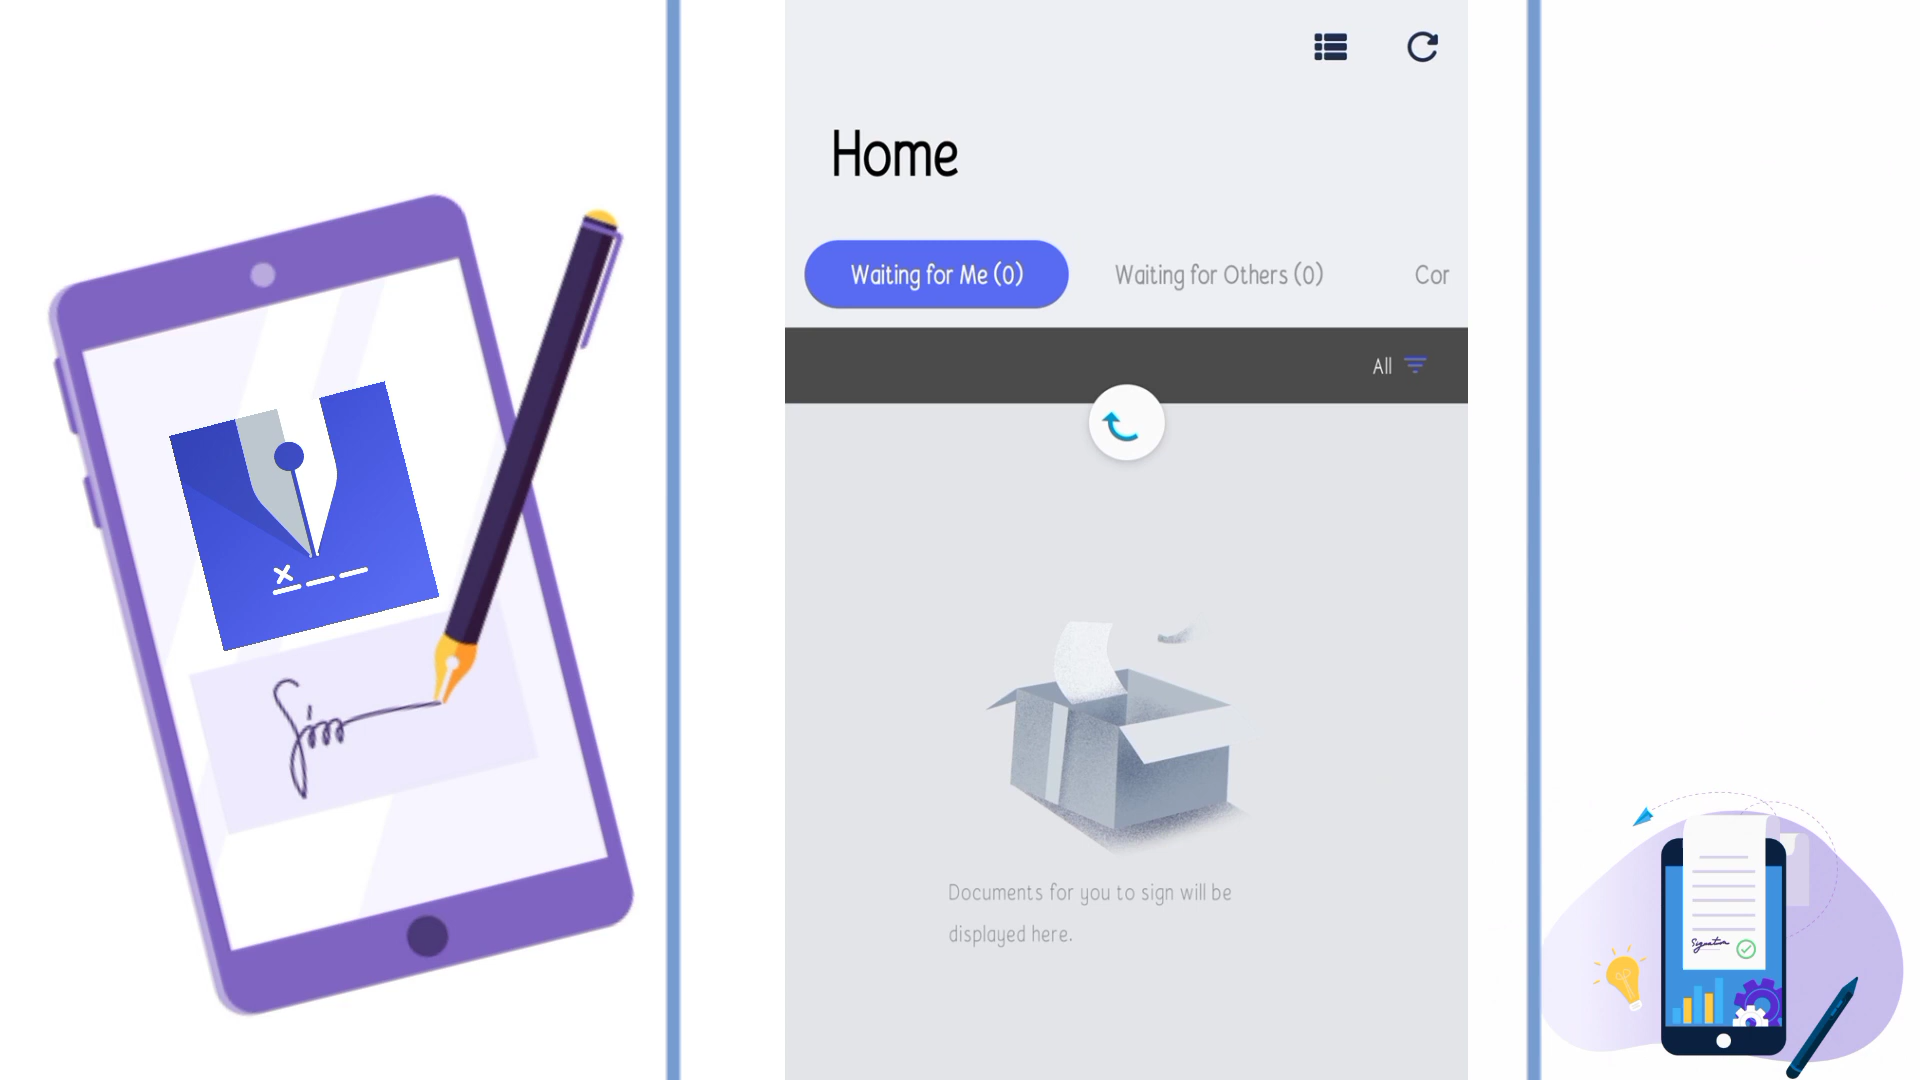 Home
Waiting for Me (0) Waiting for Others (0) Cor
All
Documents for you to sign will be
displayed here.
Signature